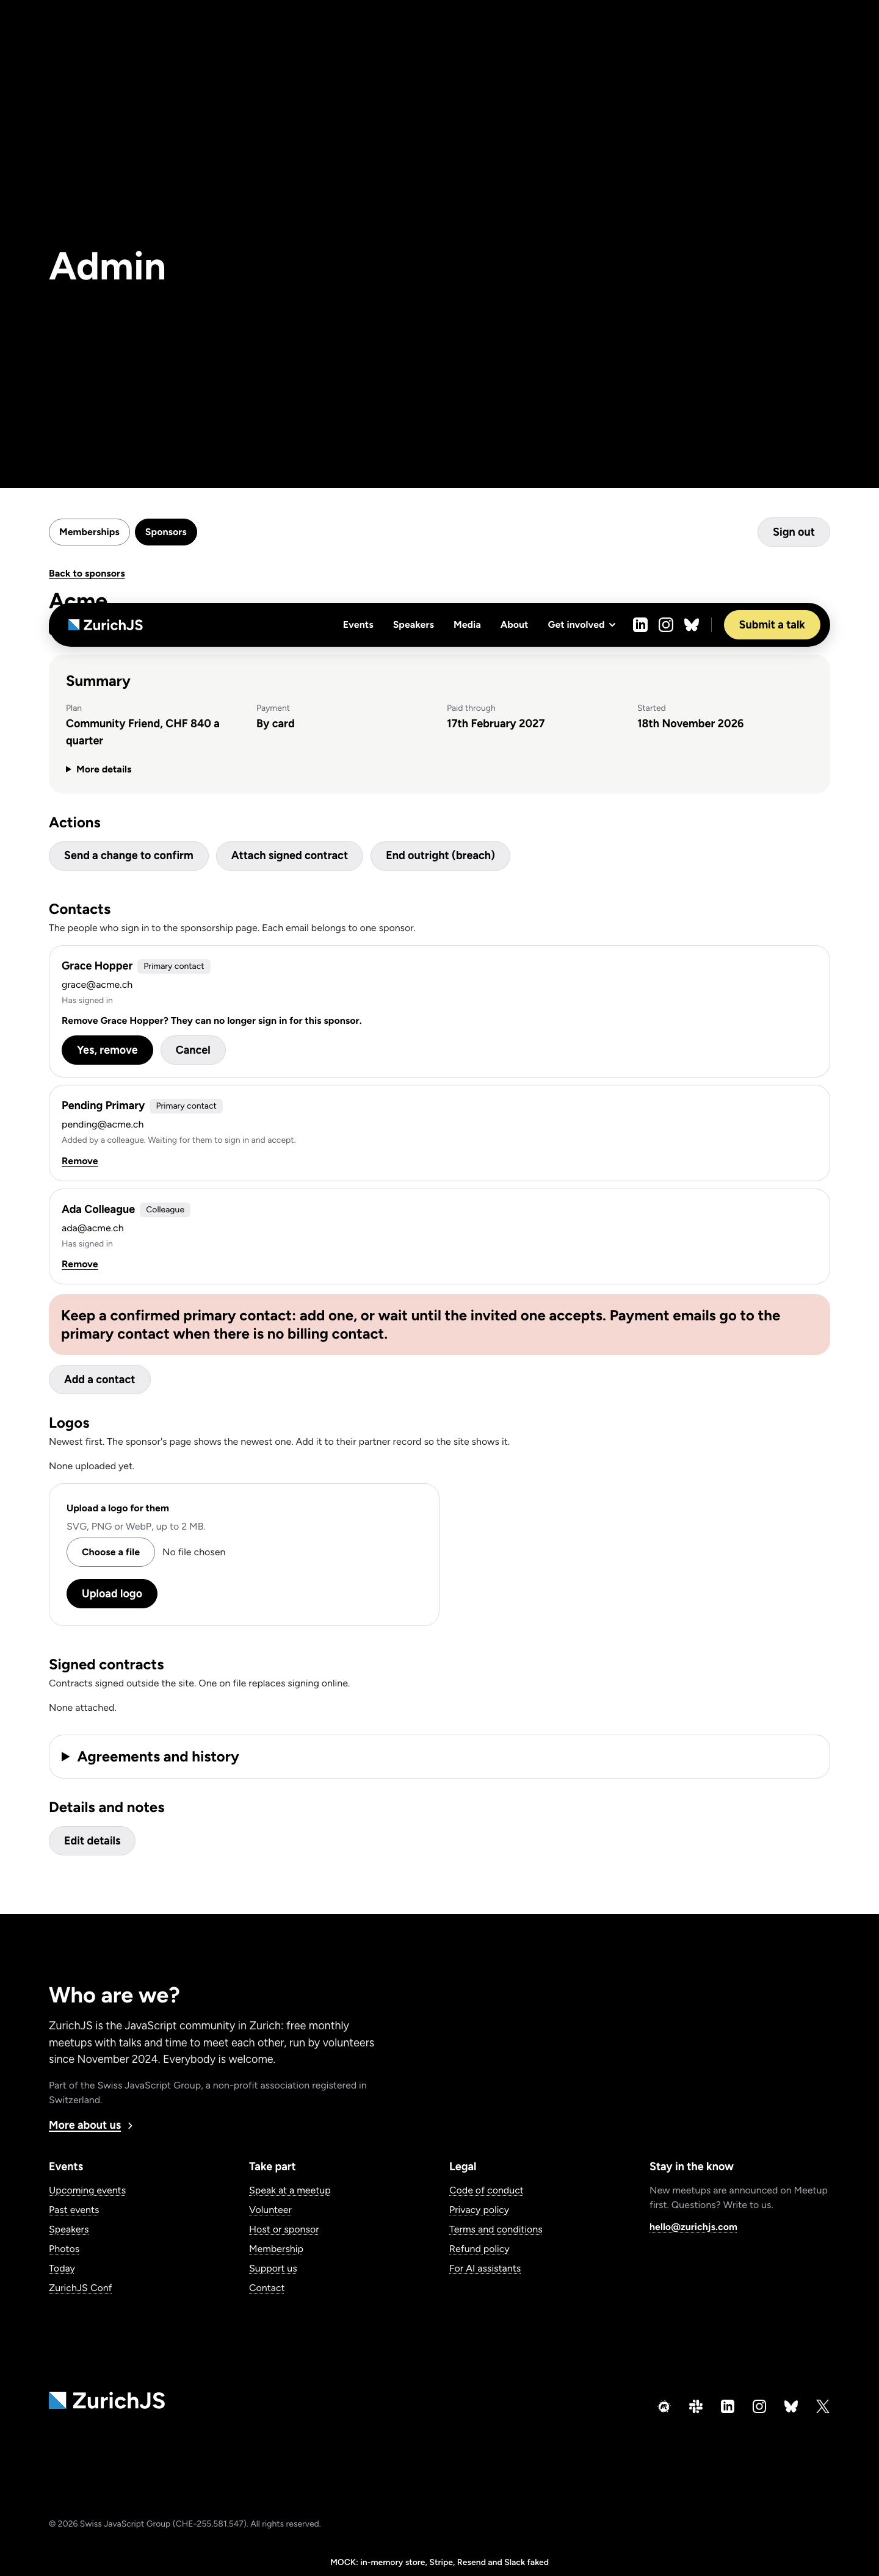 Admin
Memberships
Sponsors
Sign out
Back to sponsors
Acme
ZurichJS
Events
Speakers
Media
About
Get involved
Submit a talk
Summary
Plan
Community Friend, CHF 840 a
quarter
Payment
By card
Paid through
17th February 2027
Started
18th November 2026
More details
Actions
Send a change to confirm
Attach signed contract
End outright (breach)
Contacts
The people who sign in to the sponsorship page. Each email belongs to one sponsor.
Grace Hopper
Primary contact
grace@acme.ch
Has signed in
Remove Grace Hopper? They can no longer sign in for this sponsor.
Yes, remove
Cancel
Pending Primary
Primary contact
pending@acme.ch
Added by a colleague. Waiting for them to sign in and accept.
Remove
Ada Colleague
Colleague
ada@acme.ch
Has signed in
Remove
Keep a confirmed primary contact: add one, or wait until the invited one accepts. Payment emails go to the
primary contact when there is no billing contact.
Add a contact
Logos
Newest first. The sponsor's page shows the newest one. Add it to their partner record so the site shows it.
None uploaded yet.
Upload a logo for them
SVG, PNG or WebP, up to 2 MB.
Choose a file
No file chosen
Upload logo
Signed contracts
Contracts signed outside the site. One on file replaces signing online.
None attached.
Agreements and history
Details and notes
Edit details
Who are we?
ZurichJS is the JavaScript community in Zurich: free monthly
meetups with talks and time to meet each other, run by volunteers
since November 2024. Everybody is welcome.
Part of the Swiss JavaScript Group, a non-profit association registered in
Switzerland.
More about us
Events
Upcoming events
Past events
Speakers
Photos
Today
ZurichJS Conf
Take part
Speak at a meetup
Volunteer
Host or sponsor
Membership
Support us
Contact
Legal
Code of conduct
Privacy policy
Terms and conditions
Refund policy
For AI assistants
Stay in the know
New meetups are announced on Meetup
first. Questions? Write to us.
hello@zurichjs.com
ZurichJS
© 2026 Swiss JavaScript Group (CHE-255.581.547). All rights reserved.
MOCK: in-memory store, Stripe, Resend and Slack faked